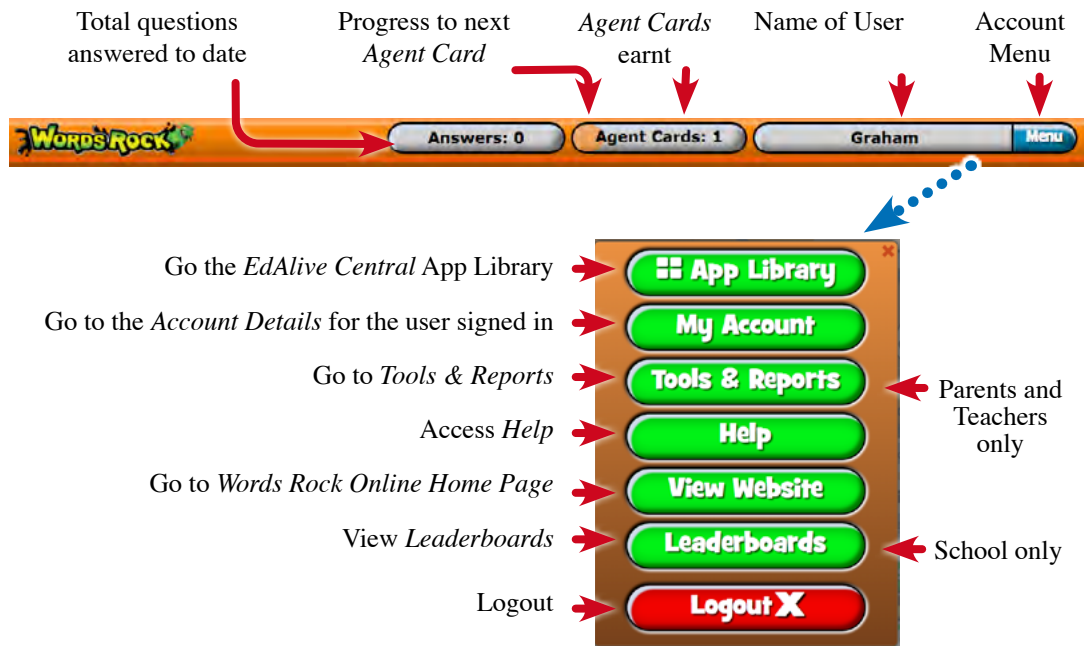 Total questions
answered to date
Progress to next
Agent Card
Agent Cards
earnt
Name of User
Account
Menu
WORDS ROCK
Answers: 0
Agent Cards: 1
Graham
Menu
Go the EdAlive Central App Library
App Library
Go to the Account Details for the user signed in
My Account
Go to Tools & Reports
Tools & Reports
Parents and
Teachers
only
Access Help
Help
Go to Words Rock Online Home Page
View Website
View Leaderboards
Leaderboards
School only
Logout
Logout X